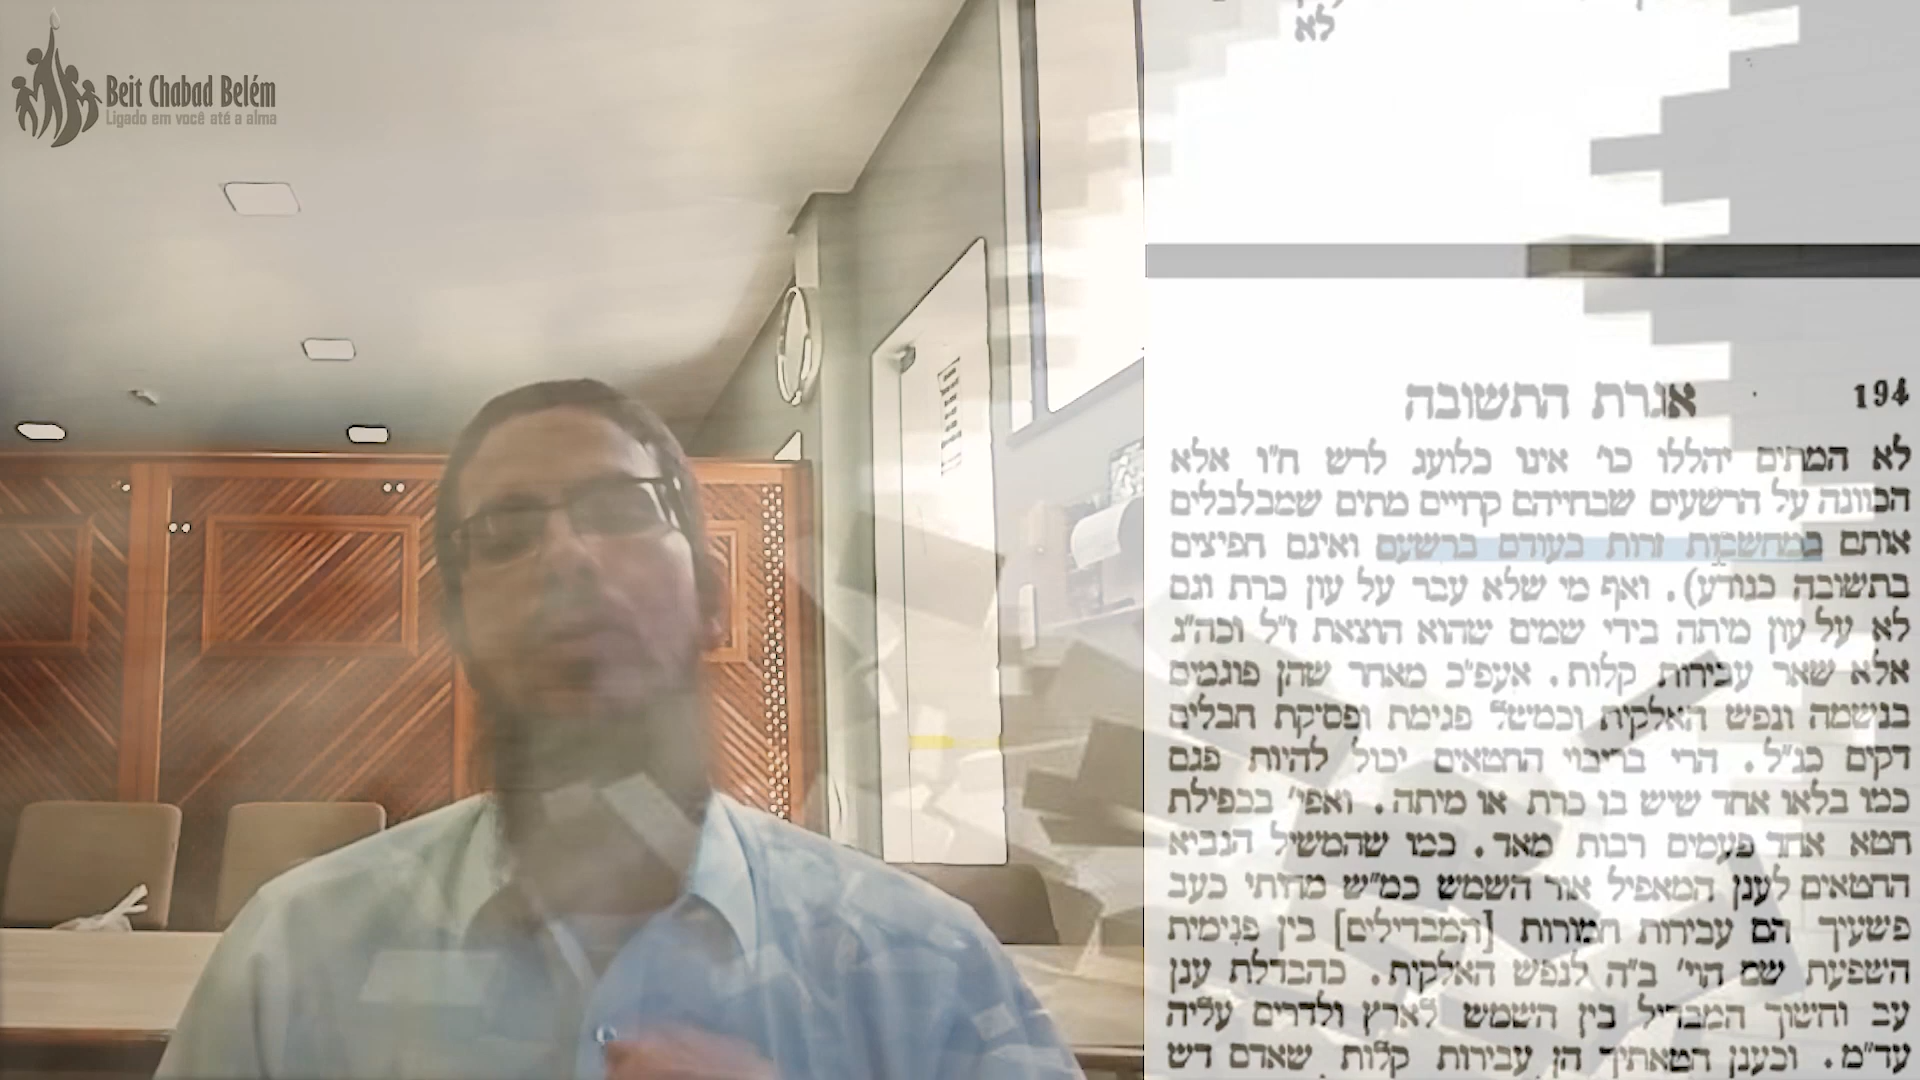 Beit Chabad Belém
Ligado em você até a alma
לא
194
אגרת התשובה
לא המתים יהללו כו' אינו כלועג לרש ח"ו אלא
הכוונה על הרשעים שבחייהם קרויים מתים שמבלבלים
אותם במחשבות זרות בעודם ברשעם ואינם חפיצים
בתשובה כנודע). ואף מי שלא עבר על עון כרת וגם
לא על עון מיתה בידי שמים שהוא הוצאת ז"ל וכה"ג
אלא שאר עבירות קלות. אעפ"כ מאחר שהן פוגמים
בנשמה ונפש האלקית וכמשל פגימת ופסיקת חבלים
דקים כנ"ל. הרי בריבוי החטאים יכול להיות פגם
כמו בלאו אחד שיש בו כרת או מיתה. ואפי' בכפילת
חטא אחד פעמים רבות מאד. כמו שהמשיל הנביא
החטאים לענן המאפיל אור השמש כמ"ש מחיתי כעב
פשעיך הם עבירות חמורות [המבדילים] בין פנימית
השפעת שם הוי' ב"ה לנפש האלקית. כהבדלת ענן
עב וחשוך המבדיל בין השמש לארץ ולדרים עליה
עד"מ. וכענן חטאתיך הן עבירות קלות שאדם דש